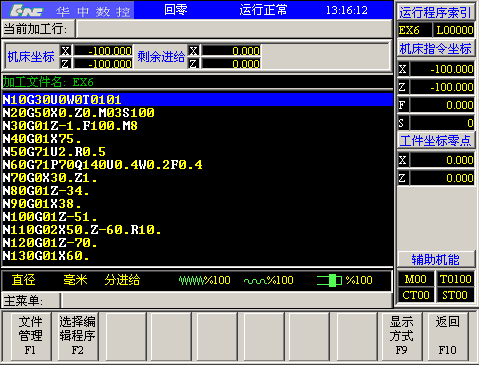 CNC 华中数控 回零 运行正常 13:16:12 运行程序索引
当前加工行: EX6 L00000
机床坐标 X -100.000 剩余进给 X 0.000 机床指令坐标
Z -100.000 Z 0.000 X -100.000
加工文件名: EX6 Z -100.000
N10G30U0W0T0101 F 0.000
N20G50X0.Z0.M03S100 S 0
N30G01Z-1.F100.M8 工件坐标零点
N40G01X75. X 0.000
N50G71U2.R0.5 Z 0.000
N60G71P70Q140U0.4W0.2F0.4
N70G0X30.Z1.
N80G01Z-34.
N90G01X38.
N100G01Z-51.
N110G02X50.Z-60.R10.
N120G01Z-70. 辅助机能
N130G01X60. M00 T0100
直径 毫米 分进给 %100 %100 %100 CT00 ST00
主菜单:
文件管理 F1 选择编辑程序 F2 显示方式 F9 返回 F10